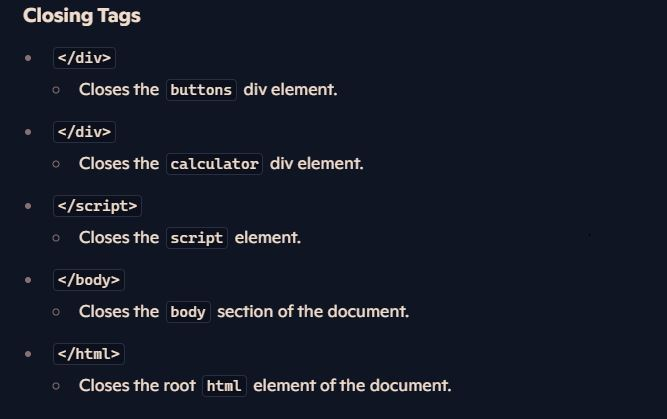 Closing Tags
</div>
Closes the buttons div element.
</div>
Closes the calculator div element.
</script>
Closes the script element.
</body>
Closes the body section of the document.
</html>
Closes the root html element of the document.